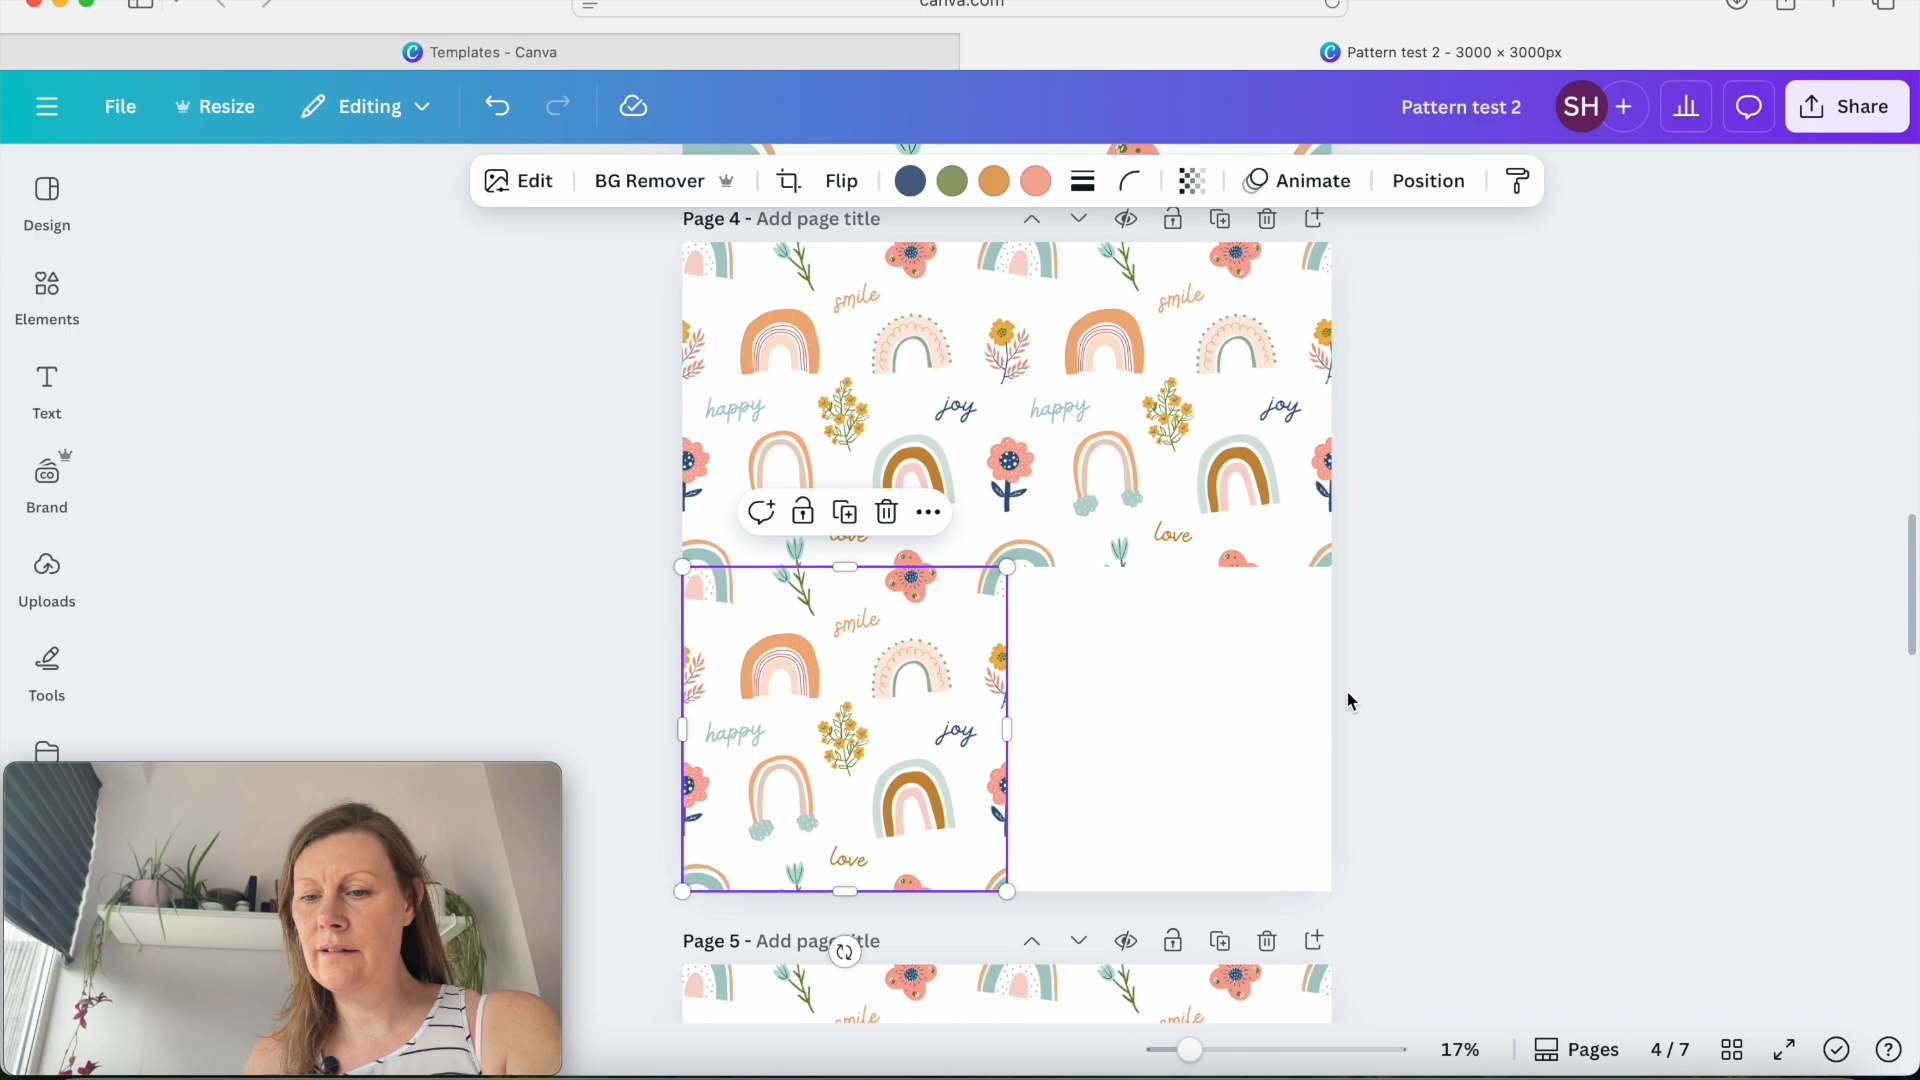 canva.com
Templates - Canva
Pattern test 2 - 3000 × 3000px
File
Resize
Editing
Pattern test 2
SH
Share
Edit
BG Remover
Flip
Animate
Position
Design
Elements
Text
Brand
Uploads
Tools
Page 4 - Add page title
smile
smile
happy
joy
happy
joy
love
love
smile
happy
joy
love
Page 5 - Add page title
smile
smile
17%
Pages
4 / 7